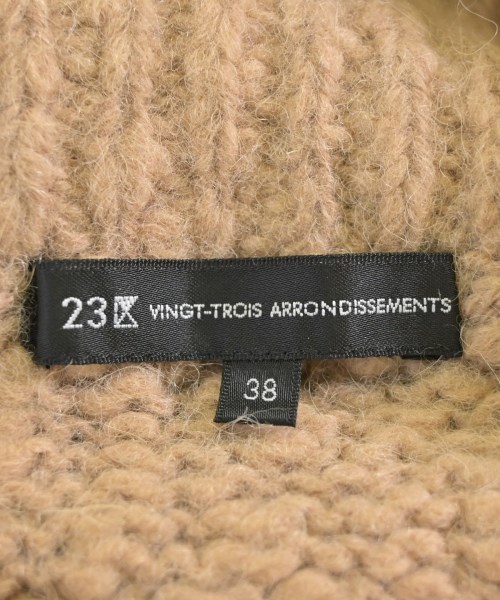 23区 VINGT-TROIS ARRONDISSEMENTS
38